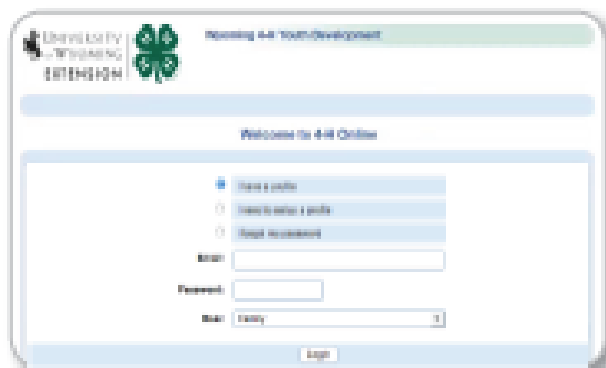 UNIVERSITY
OF WYOMING
EXTENSION
Wyoming 4-H Youth Development
Welcome to 4-H Online
I have a profile
I need to setup a profile
I forgot my password
Email:
Password:
Role: Family
Login